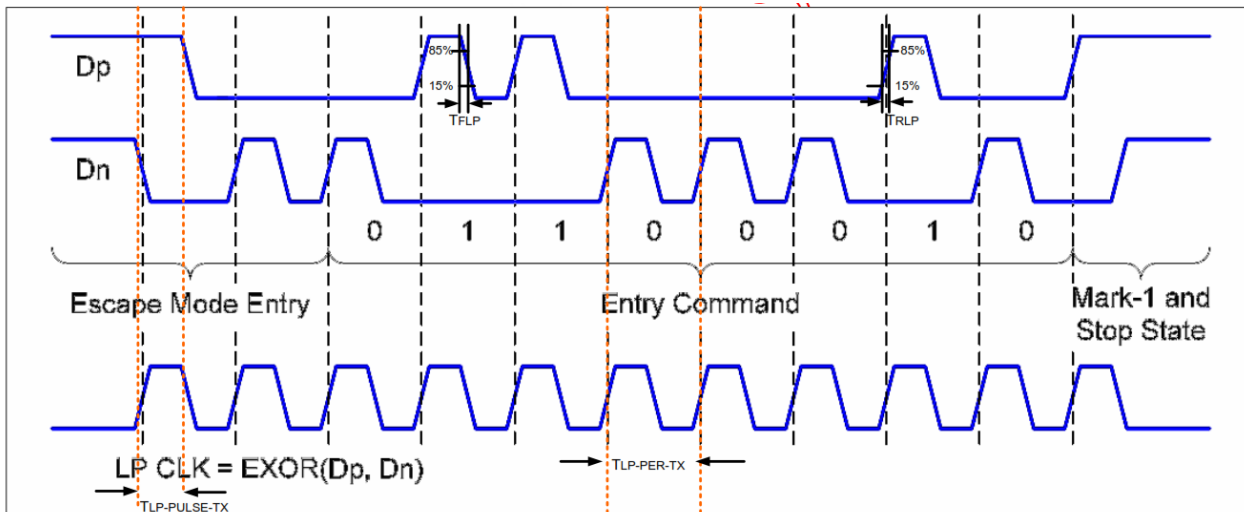 Dp
85%
15%
TFLP
85%
15%
TRLP
Dn
0 1 1 0 0 0 1 0
Escape Mode Entry
Entry Command
Mark-1 and
Stop State
LP CLK = EXOR(Dp, Dn)
TLP-PER-TX
TLP-PULSE-TX